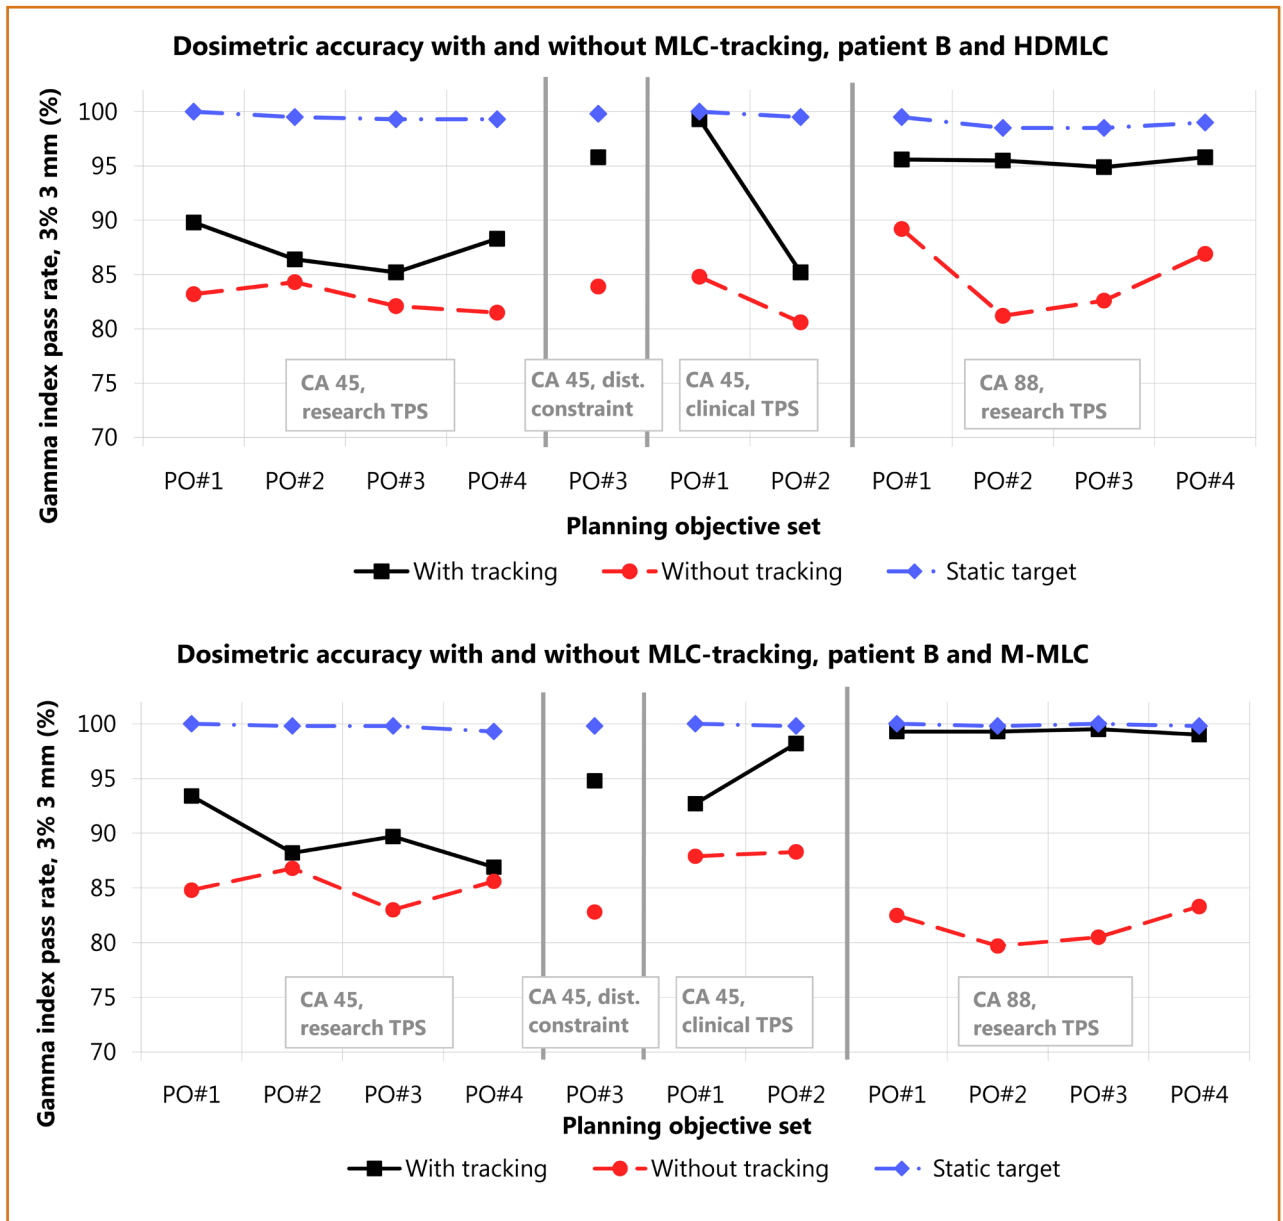 Dosimetric accuracy with and without MLC-tracking, patient B and HDMLC
Gamma index pass rate, 3% 3 mm (%)
100
95
90
85
80
75
70
CA 45,
research TPS
CA 45, dist.
constraint
CA 45,
clinical TPS
CA 88,
research TPS
PO#1 PO#2 PO#3 PO#4 PO#3 PO#1 PO#2 PO#1 PO#2 PO#3 PO#4
Planning objective set
With tracking Without tracking Static target
Dosimetric accuracy with and without MLC-tracking, patient B and M-MLC
Gamma index pass rate, 3% 3 mm (%)
100
95
90
85
80
75
70
CA 45,
research TPS
CA 45, dist.
constraint
CA 45,
clinical TPS
CA 88,
research TPS
PO#1 PO#2 PO#3 PO#4 PO#3 PO#1 PO#2 PO#1 PO#2 PO#3 PO#4
Planning objective set
With tracking Without tracking Static target